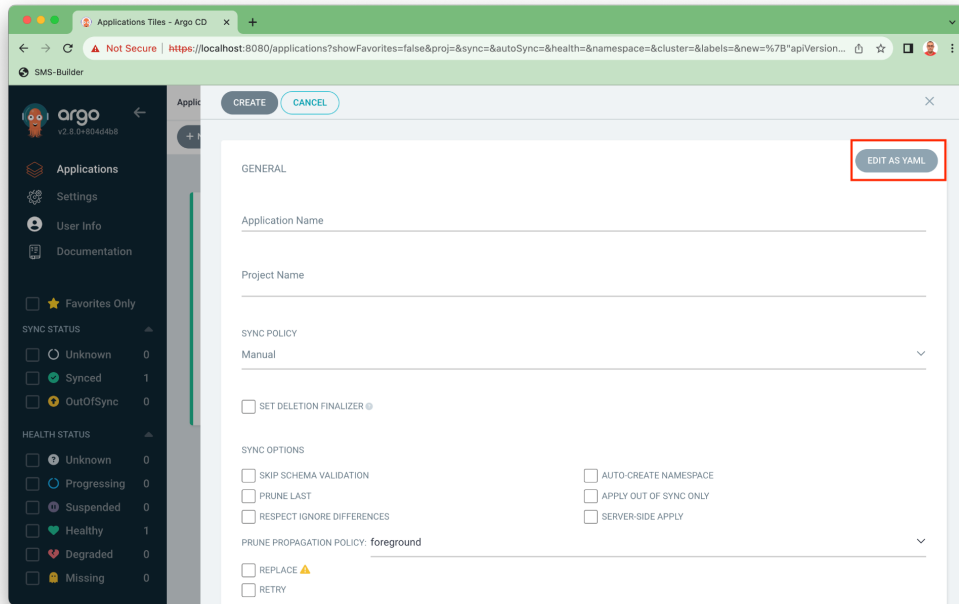 Applications Tiles - Argo CD
Not Secure | https://localhost:8080/applications?showFavorites=false&proj=&sync=&autoSync=&health=&namespace=&cluster=&labels=&new=%7B"apiVersion...
SMS-Builder
argo
v2.8.0+804d4b8
Applications
Settings
User Info
Documentation
Favorites Only
SYNC STATUS
Unknown 0
Synced 1
OutOfSync 0
HEALTH STATUS
Unknown 0
Progressing 0
Suspended 0
Healthy 1
Degraded 0
Missing 0
Applic
+ N
CREATE CANCEL
GENERAL
EDIT AS YAML
Application Name
Project Name
SYNC POLICY
Manual
SET DELETION FINALIZER
SYNC OPTIONS
SKIP SCHEMA VALIDATION AUTO-CREATE NAMESPACE
PRUNE LAST APPLY OUT OF SYNC ONLY
RESPECT IGNORE DIFFERENCES SERVER-SIDE APPLY
PRUNE PROPAGATION POLICY: foreground
REPLACE
RETRY